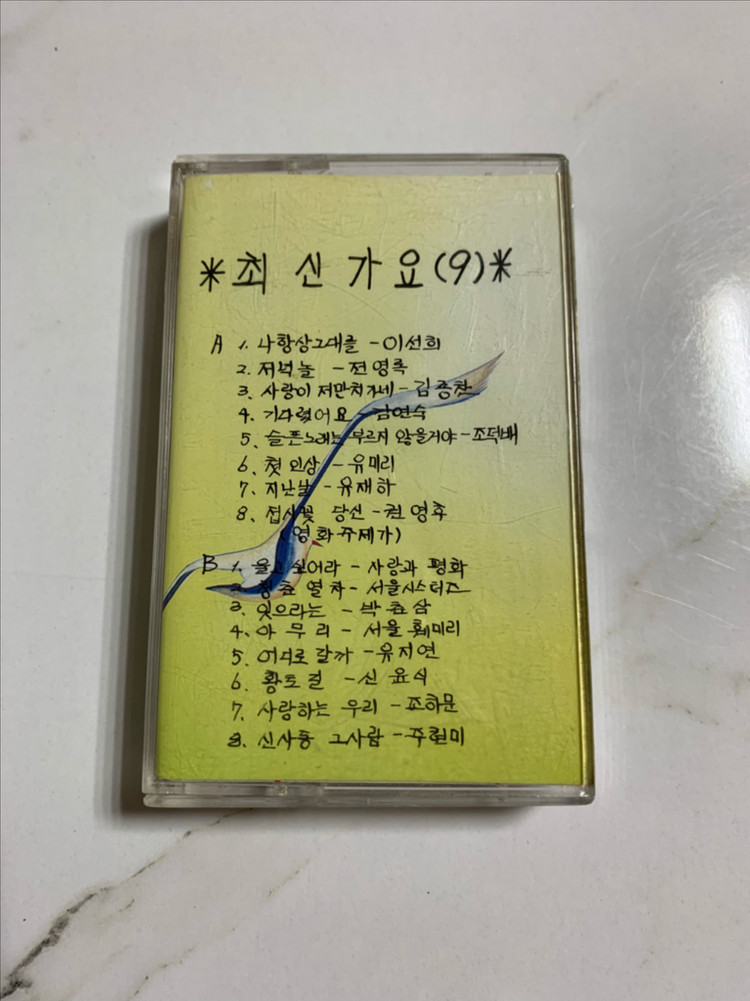 *최신가요(9)*
A 1. 나항상그대를 - 이선희
2. 저녁놀 - 전영록
3. 사랑이 저만치가네 - 김종찬
4. 기다렸어요 - 김연숙
5. 슬픈노래는 부르지 않을거야 - 조덕배
6. 첫인상 - 유미리
7. 지난날 - 유재하
8. 접시꽃 당신 - 권영후
(영화주제가)
B 1. 울고싶어라 - 사랑과 평화
2. 청춘열차 - 서울시스터즈
3. 잊으라는 - 박효삼
4. 아무리 - 서울훼미리
5. 어디로 갈까 - 유지연
6. 황토길 - 신윤식
7. 사랑하는 우리 - 조하문
8. 신사동 그사람 - 주현미